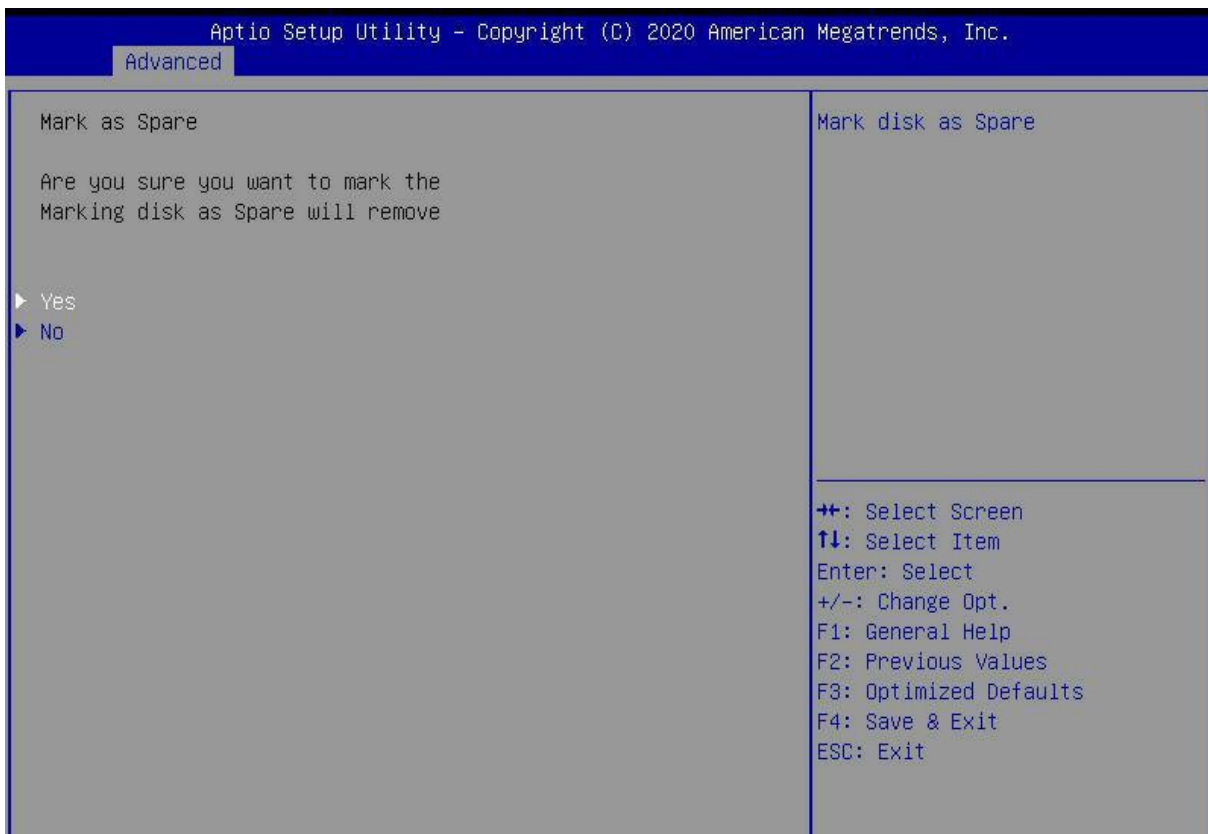 Aptio Setup Utility – Copyright (C) 2020 American Megatrends, Inc.
Advanced
Mark as Spare
Are you sure you want to mark the
Marking disk as Spare will remove
Yes
No
Mark disk as Spare
→←: Select Screen
↑↓: Select Item
Enter: Select
+/-: Change Opt.
F1: General Help
F2: Previous Values
F3: Optimized Defaults
F4: Save & Exit
ESC: Exit